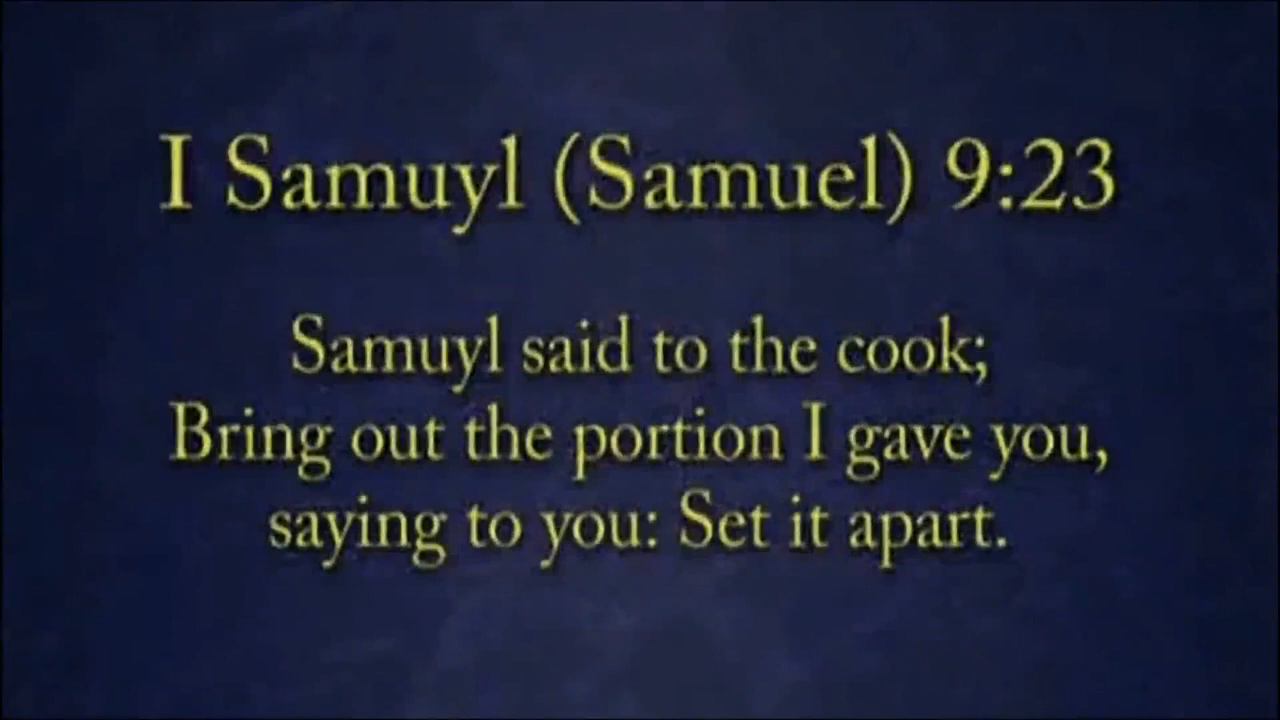 I Samuyl (Samuel) 9:23
Samuyl said to the cook;
Bring out the portion I gave you,
saying to you: Set it apart.